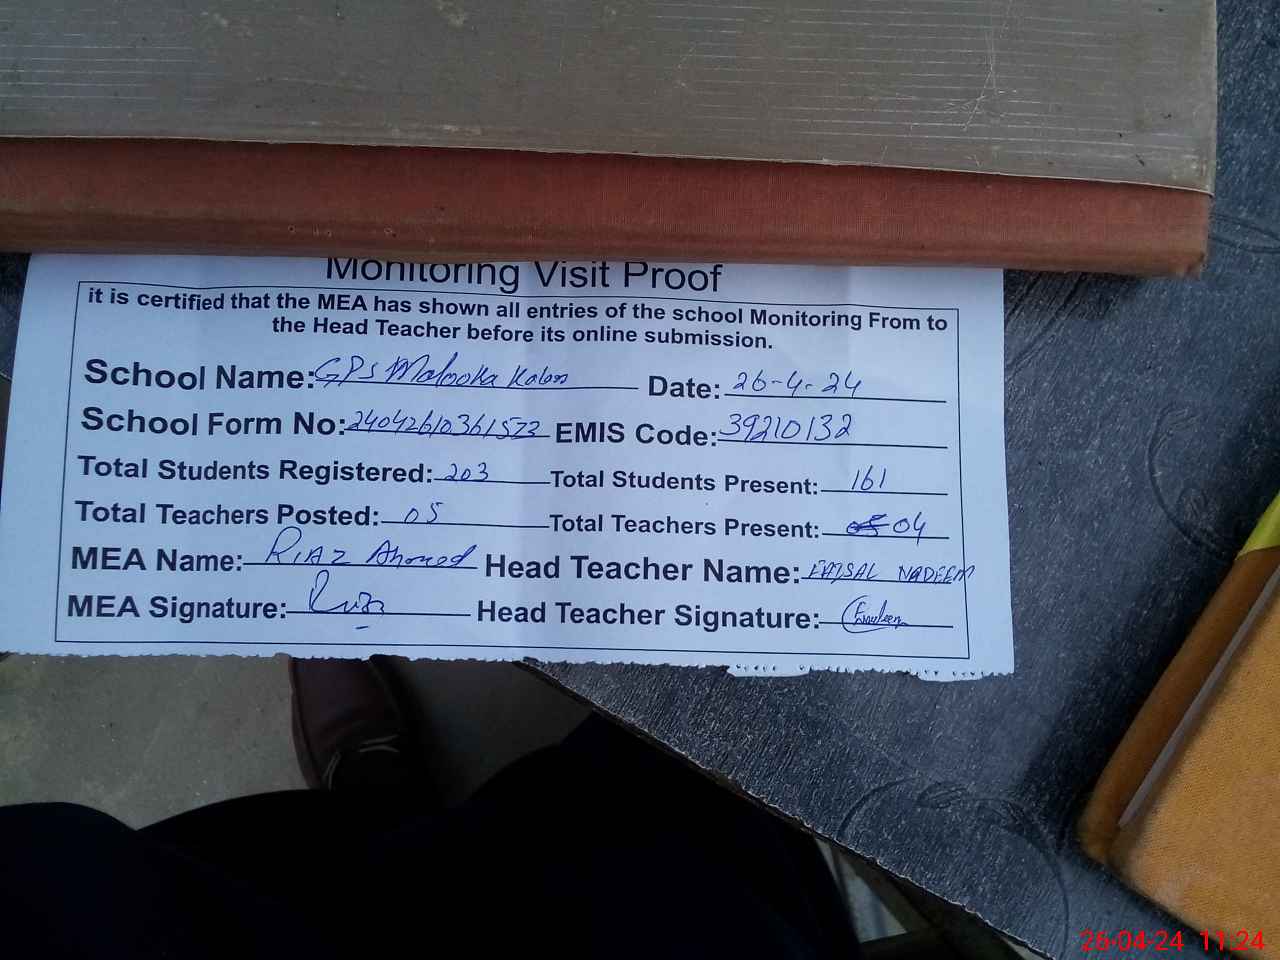 Monitoring Visit Proof
it is certified that the MEA has shown all entries of the school Monitoring From to
the Head Teacher before its online submission.
School Name: GPS Malooka Kalan Date: 26-4-24
School Form No: 24042610361573 EMIS Code: 39210132
Total Students Registered: 203 Total Students Present: 161
Total Teachers Posted: 05 Total Teachers Present: 04
MEA Name: RIAZ Ahmed Head Teacher Name: FAISAL NADEEM
MEA Signature: Riaz Head Teacher Signature:
26-04-24 11:24